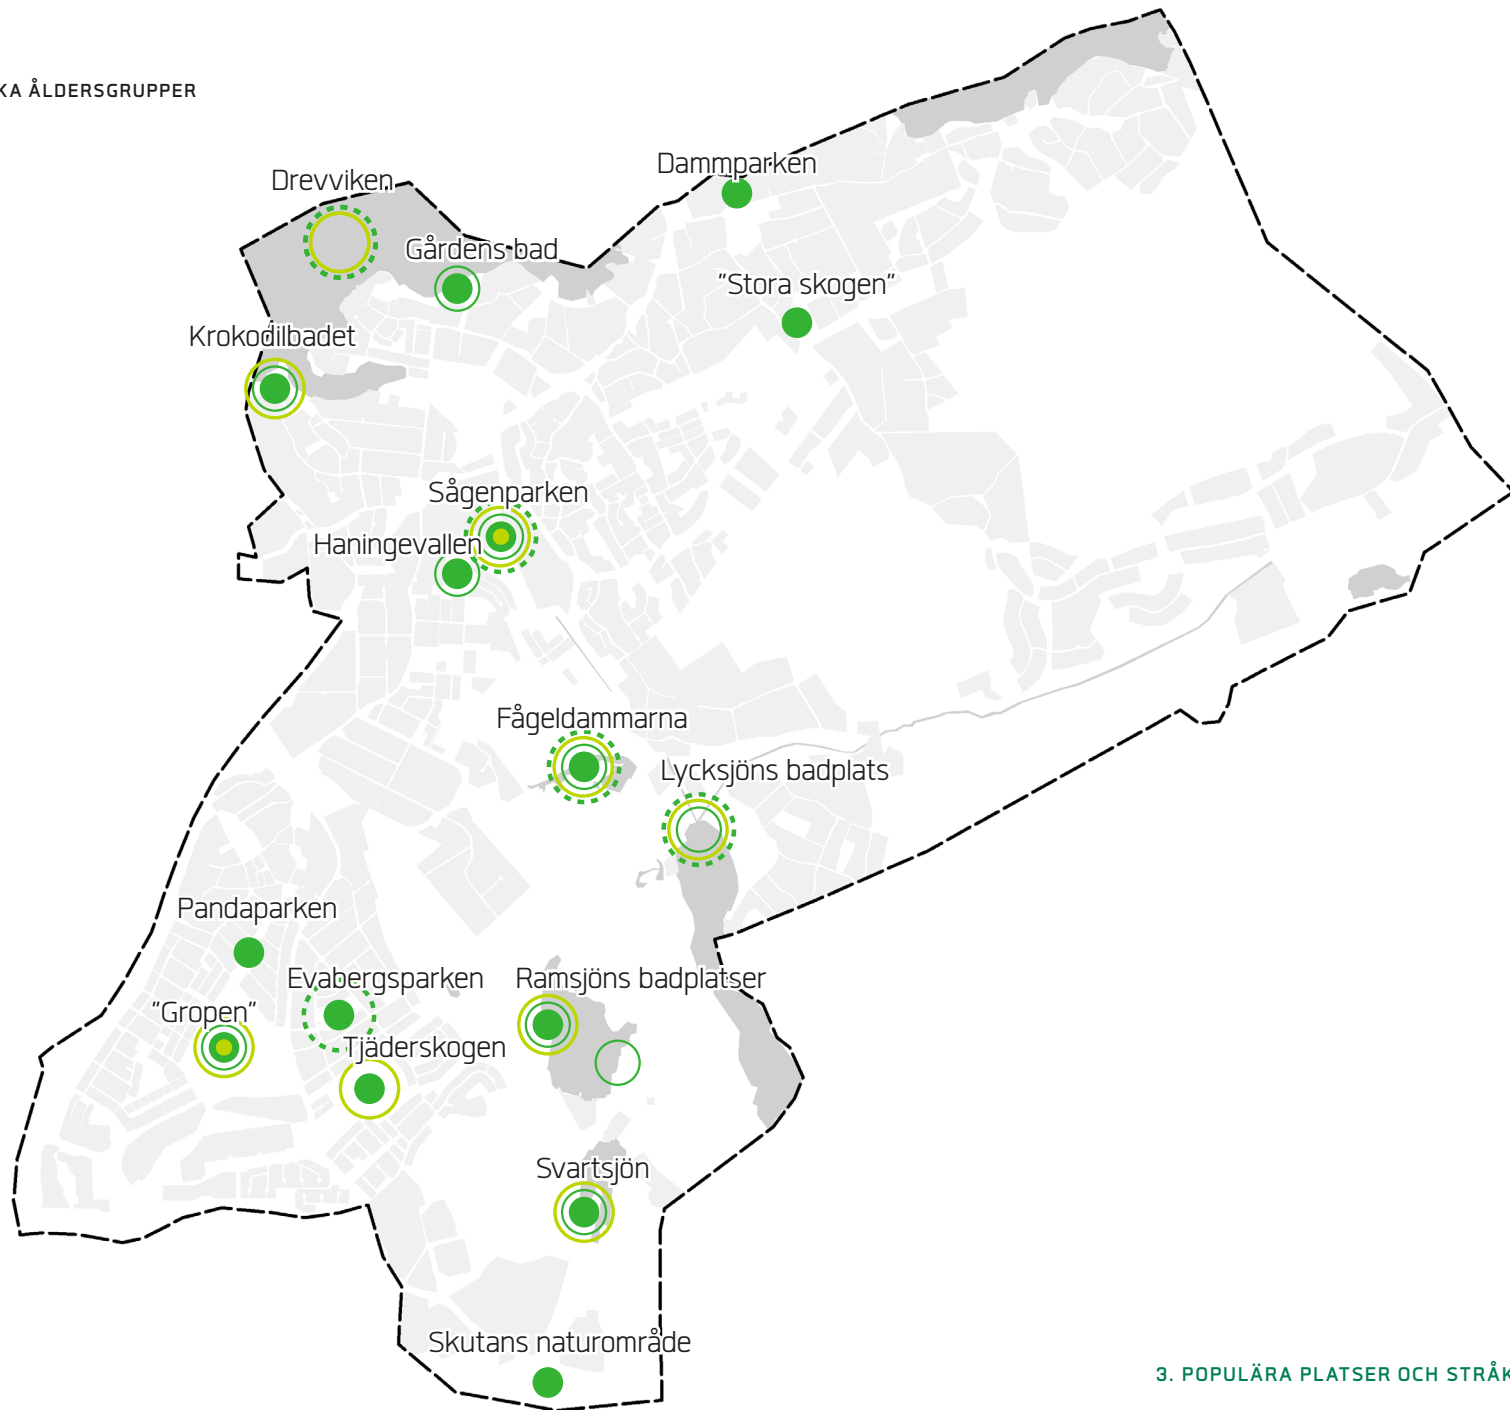 KA ÅLDERSGRUPPER
Dammparken
Drevviken
Gårdens bad
"Stora skogen"
Krokodilbadet
Sågenparken
Haningevallen
Fågeldammarna
Lycksjöns badplats
Pandaparken
Evabergsparken
Ramsjöns badplatser
"Gropen"
Tjäderskogen
Svartsjön
Skutans naturområde
3. POPULÄRA PLATSER OCH STRÅK